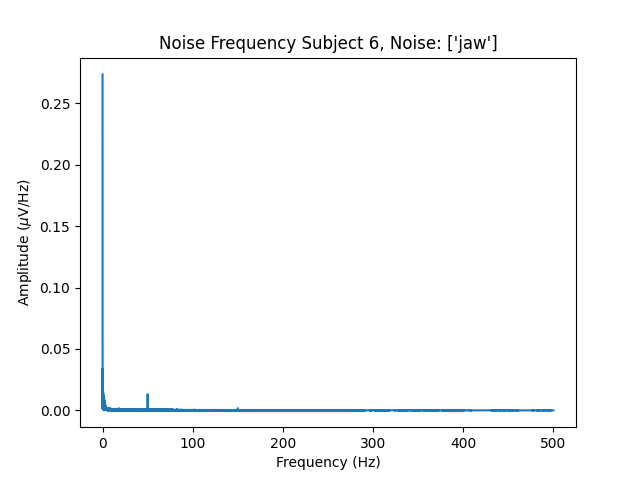 Noise Frequency Subject 6, Noise: ['jaw']
0.25
0.20
0.15
0.10
0.05
0.00
Amplitude (μV/Hz)
0 100 200 300 400 500
Frequency (Hz)